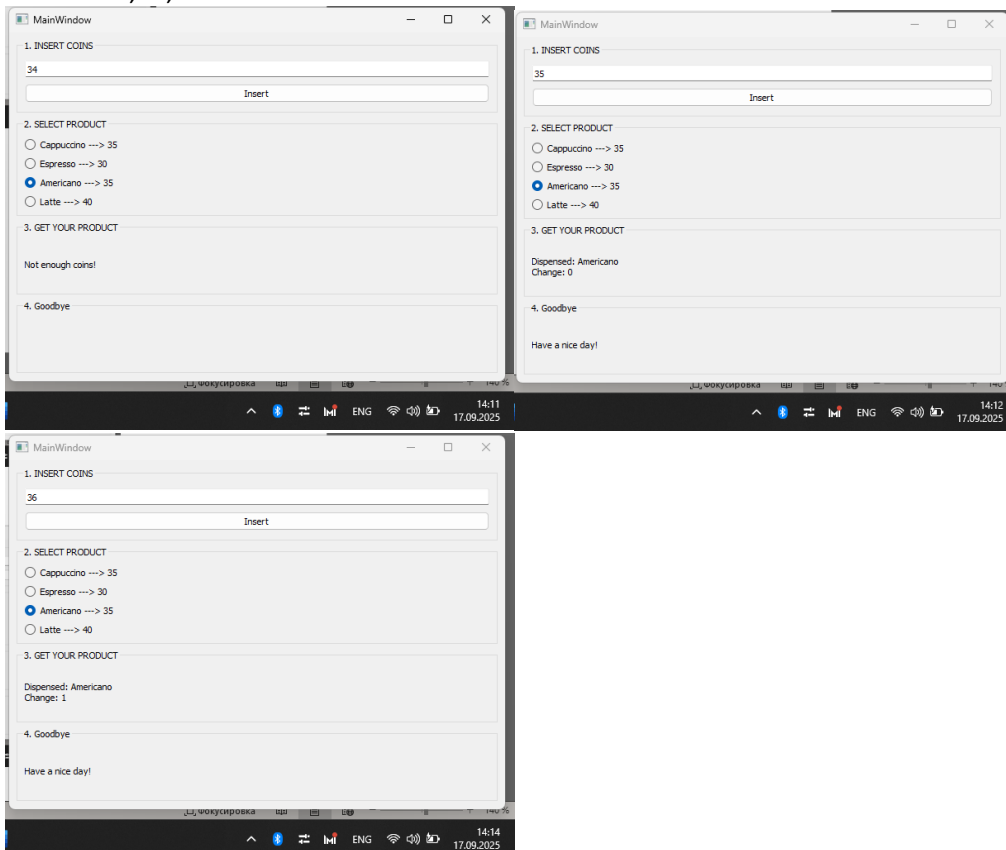 MainWindow
1. INSERT COINS
34
Insert
2. SELECT PRODUCT
Cappuccino ---> 35
Espresso ---> 30
Americano ---> 35
Latte ---> 40
3. GET YOUR PRODUCT
Not enough coins!
4. Goodbye
Фокусировка
140 %
ENG
14:11
17.09.2025
MainWindow
1. INSERT COINS
35
Insert
2. SELECT PRODUCT
Cappuccino ---> 35
Espresso ---> 30
Americano ---> 35
Latte ---> 40
3. GET YOUR PRODUCT
Dispensed: Americano
Change: 0
4. Goodbye
Have a nice day!
Фокусировка
ENG
14:12
17.09.2025
MainWindow
1. INSERT COINS
36
Insert
2. SELECT PRODUCT
Cappuccino ---> 35
Espresso ---> 30
Americano ---> 35
Latte ---> 40
3. GET YOUR PRODUCT
Dispensed: Americano
Change: 1
4. Goodbye
Have a nice day!
Фокусировка
140 %
ENG
14:14
17.09.2025